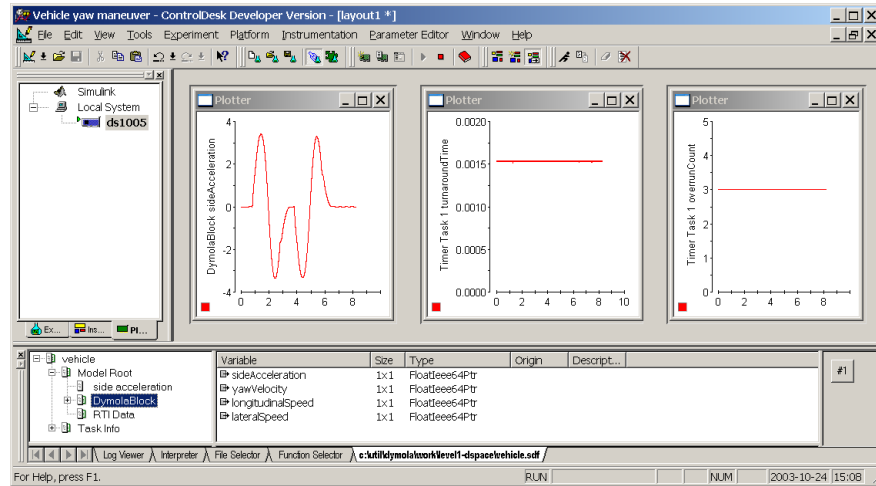 Vehicle yaw maneuver - ControlDesk Developer Version - [layout1 *]
File Edit View Tools Experiment Platform Instrumentation Parameter Editor Window Help
Simulink
Local System
ds1005
Ex... Ins... Pl...
Plotter
DymolaBlock sideAcceleration
4
2
0
-2
-4
0 2 4 6 8
Plotter
Timer Task 1 turnaroundTime
0.0020
0.0015
0.0010
0.0005
0.0000
0 2 4 6 8 10
Plotter
Timer Task 1 overrunCount
5
4
3
2
1
0
0 2 4 6 8
vehicle
Model Root
side acceleration
DymolaBlock
RTI Data
Task Info
Variable Size Type Origin Descript...
sideAcceleration 1x1 FloatIeee64Ptr
yawVelocity 1x1 FloatIeee64Ptr
longitudinalSpeed 1x1 FloatIeee64Ptr
lateralSpeed 1x1 FloatIeee64Ptr
#1
Log Viewer Interpreter File Selector Function Selector c:\util\dymola\work\level1-dspace\vehicle.sdf
For Help, press F1. RUN NUM 2003-10-24 15:08